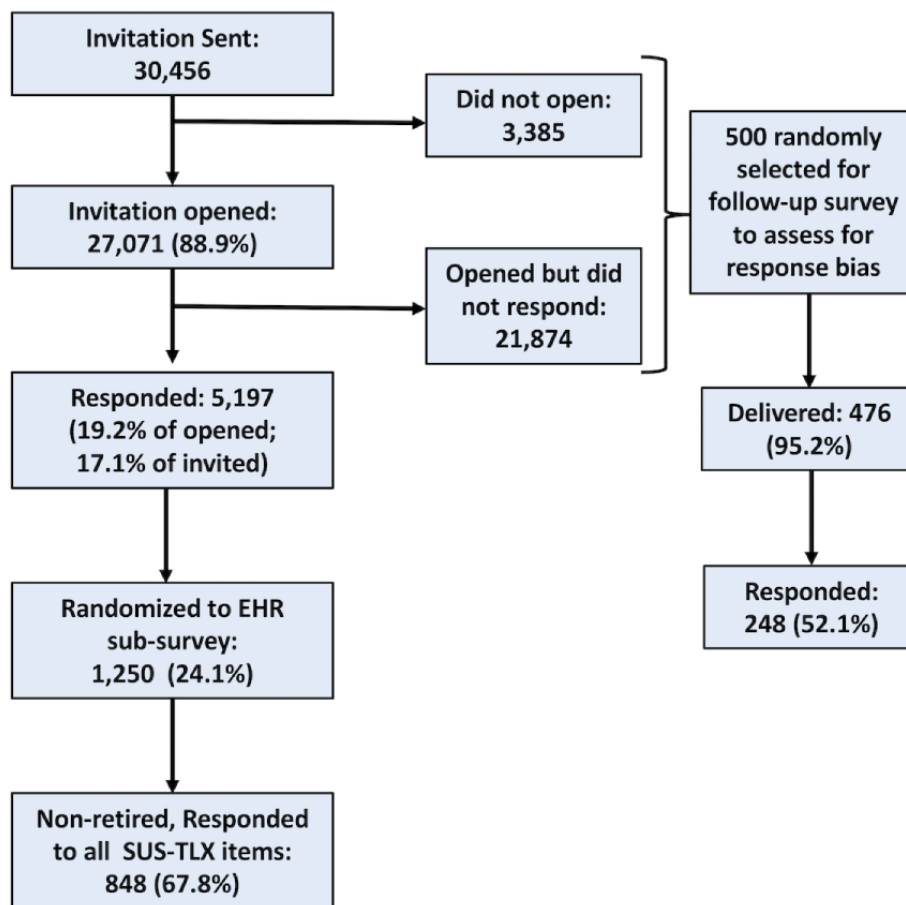 Invitation Sent:
30,456
Did not open:
3,385
Invitation opened:
27,071 (88.9%)
Opened but did
not respond:
21,874
500 randomly
selected for
follow-up survey
to assess for
response bias
Responded: 5,197
(19.2% of opened;
17.1% of invited)
Delivered: 476
(95.2%)
Randomized to EHR
sub-survey:
1,250 (24.1%)
Responded:
248 (52.1%)
Non-retired, Responded
to all SUS-TLX items:
848 (67.8%)